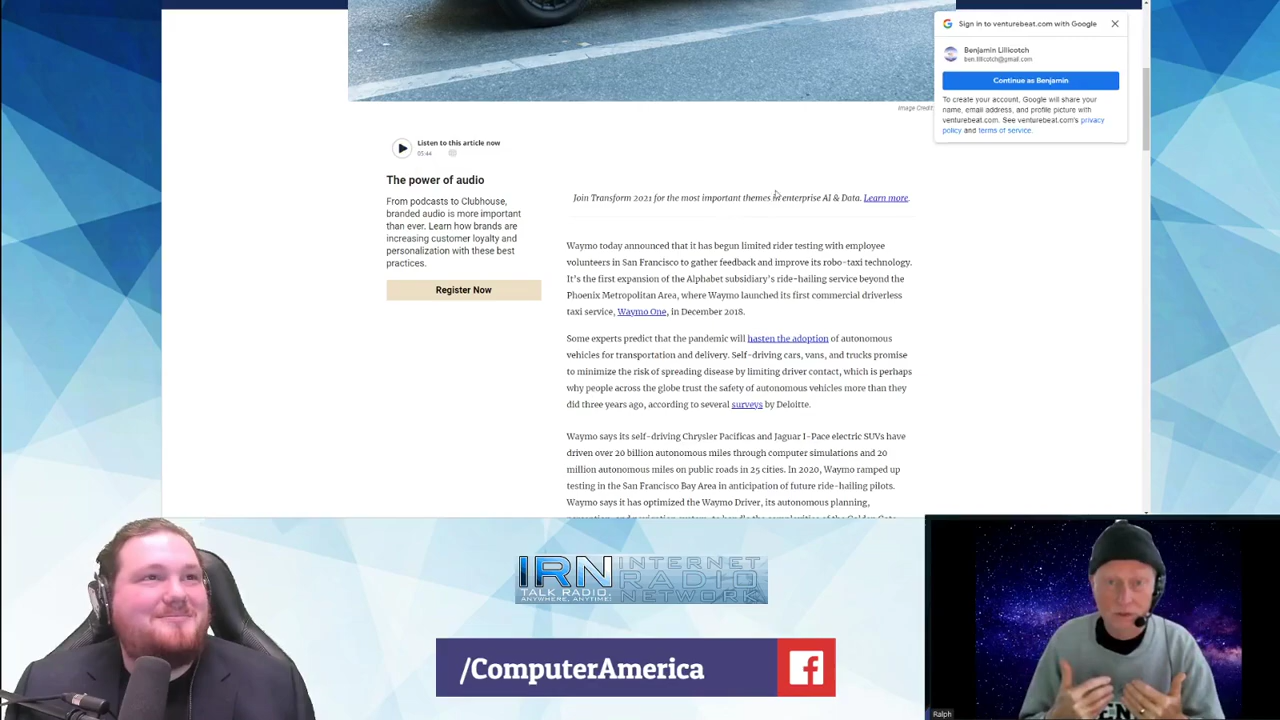 Sign in to venturebeat.com with Google
Benjamin Lillicotch
ben.lillicotch@gmail.com
Continue as Benjamin
To create your account, Google will share your
name, email address, and profile picture with
venturebeat.com. See venturebeat.com's privacy
policy and terms of service.
Image Credit
Listen to this article now
05:44
The power of audio
From podcasts to Clubhouse,
branded audio is more important
than ever. Learn how brands are
increasing customer loyalty and
personalization with these best
practices.
Register Now
Join Transform 2021 for the most important themes in enterprise AI & Data. Learn more.
Waymo today announced that it has begun limited rider testing with employee
volunteers in San Francisco to gather feedback and improve its robo-taxi technology.
It's the first expansion of the Alphabet subsidiary's ride-hailing service beyond the
Phoenix Metropolitan Area, where Waymo launched its first commercial driverless
taxi service, Waymo One, in December 2018.
Some experts predict that the pandemic will hasten the adoption of autonomous
vehicles for transportation and delivery. Self-driving cars, vans, and trucks promise
to minimize the risk of spreading disease by limiting driver contact, which is perhaps
why people across the globe trust the safety of autonomous vehicles more than they
did three years ago, according to several surveys by Deloitte.
Waymo says its self-driving Chrysler Pacificas and Jaguar I-Pace electric SUVs have
driven over 20 billion autonomous miles through computer simulations and 20
million autonomous miles on public roads in 25 cities. In 2020, Waymo ramped up
testing in the San Francisco Bay Area in anticipation of future ride-hailing pilots.
Waymo says it has optimized the Waymo Driver, its autonomous planning,
IRN INTERNET
RADIO
TALK RADIO. NETWORK
ANYWHERE. ANYTIME.
/ComputerAmerica
Ralph